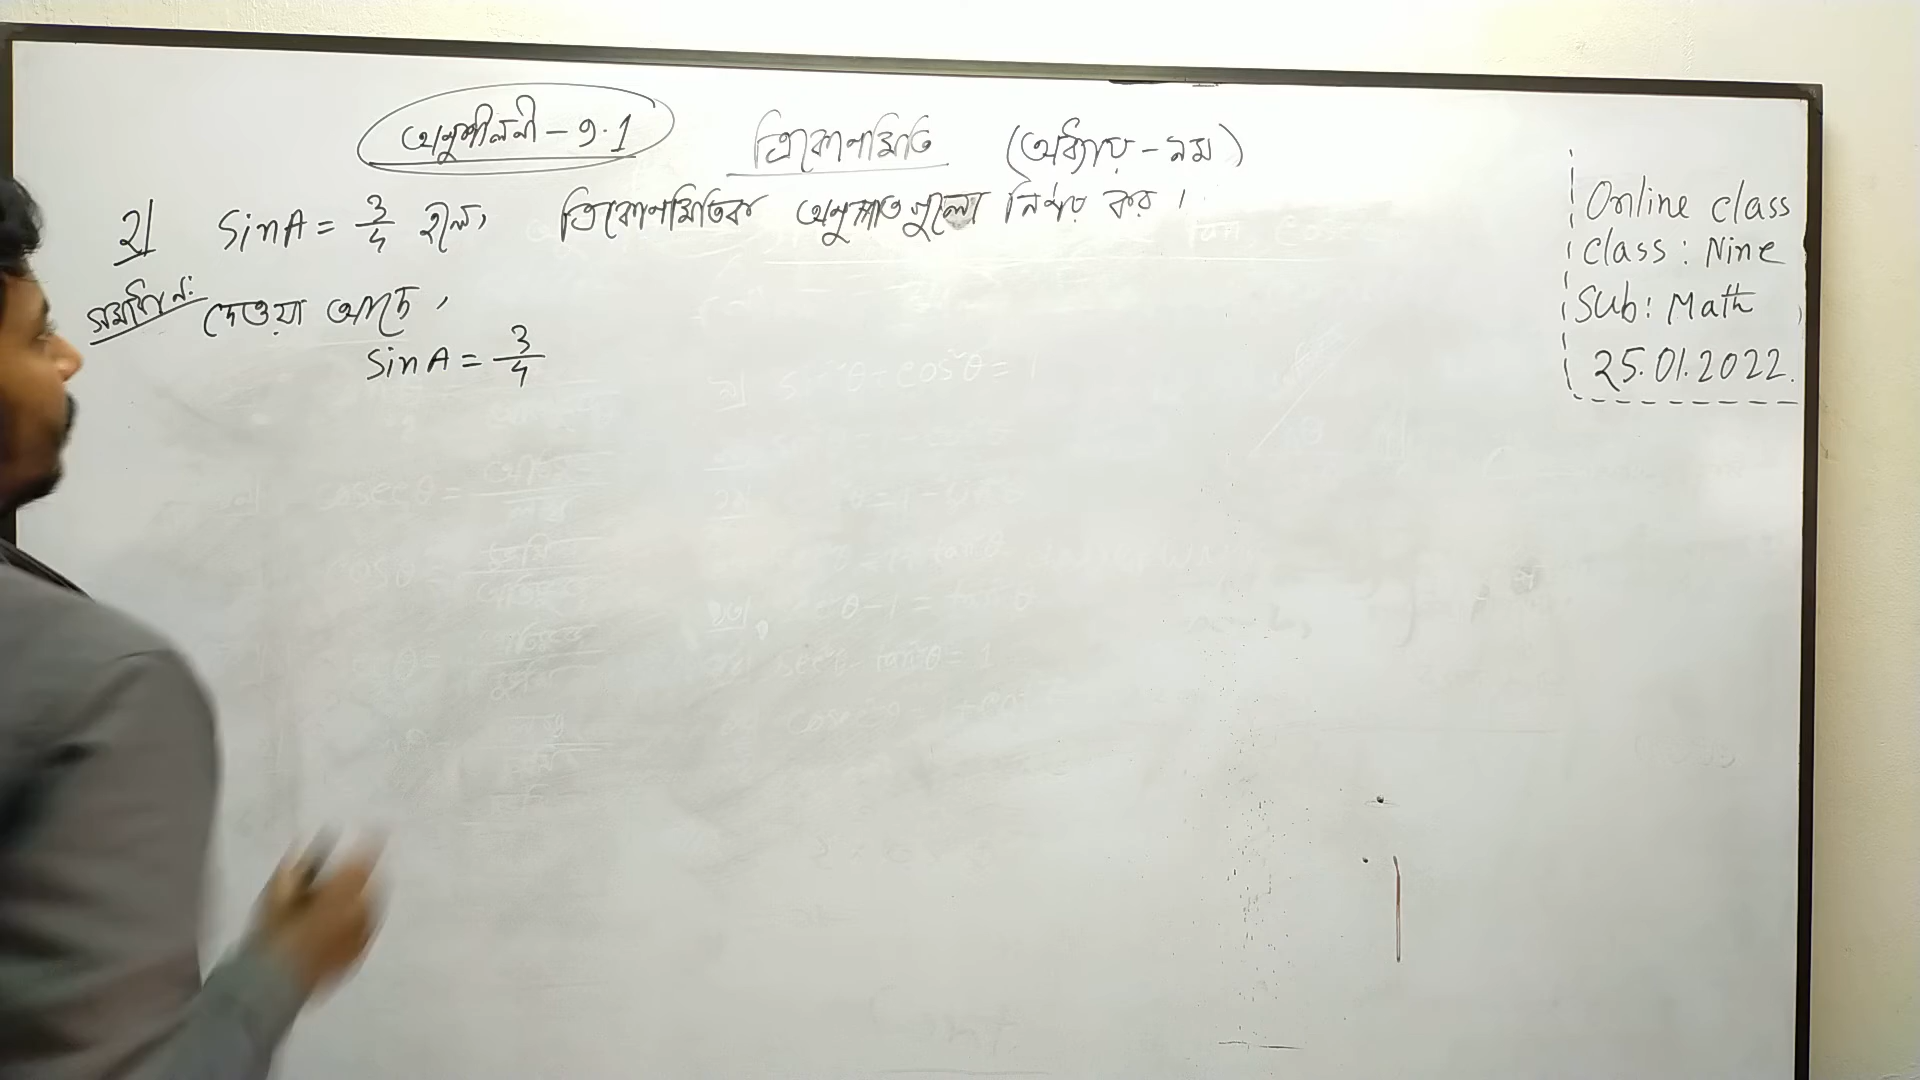 অনুশীলনী - 9.1
ত্রিকোণমিতি (অধ্যায় - ৯ম)
২। sinA = 3/4 হলে, ত্রিকোণমিতিক অনুপাতগুলো নির্ণয় কর।
সমাধান: দেওয়া আছে,
sinA = 3/4
Online class
Class: Nine
Sub: Math
25.01.2022.